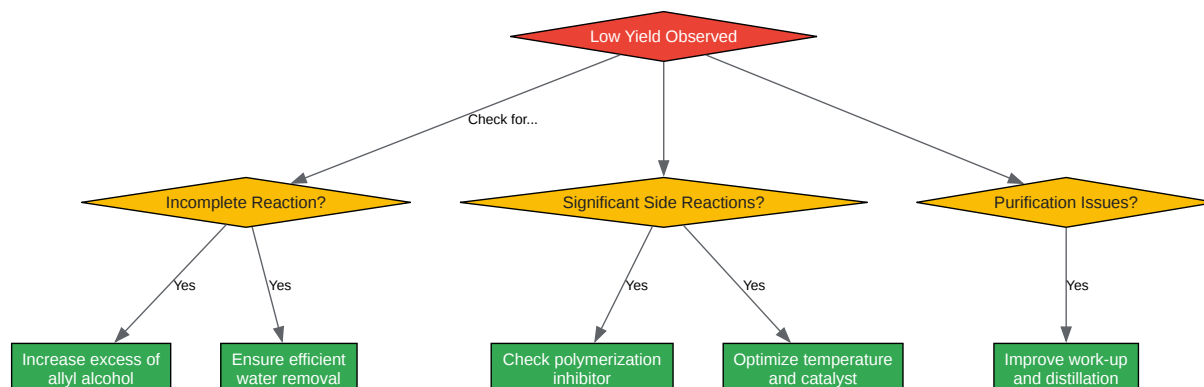 Low Yield Observed
Check for...
Incomplete Reaction?
Significant Side Reactions?
Purification Issues?
Yes
Yes
Yes
Yes
Yes
Increase excess of
allyl alcohol
Ensure efficient
water removal
Check polymerization
inhibitor
Optimize temperature
and catalyst
Improve work-up
and distillation